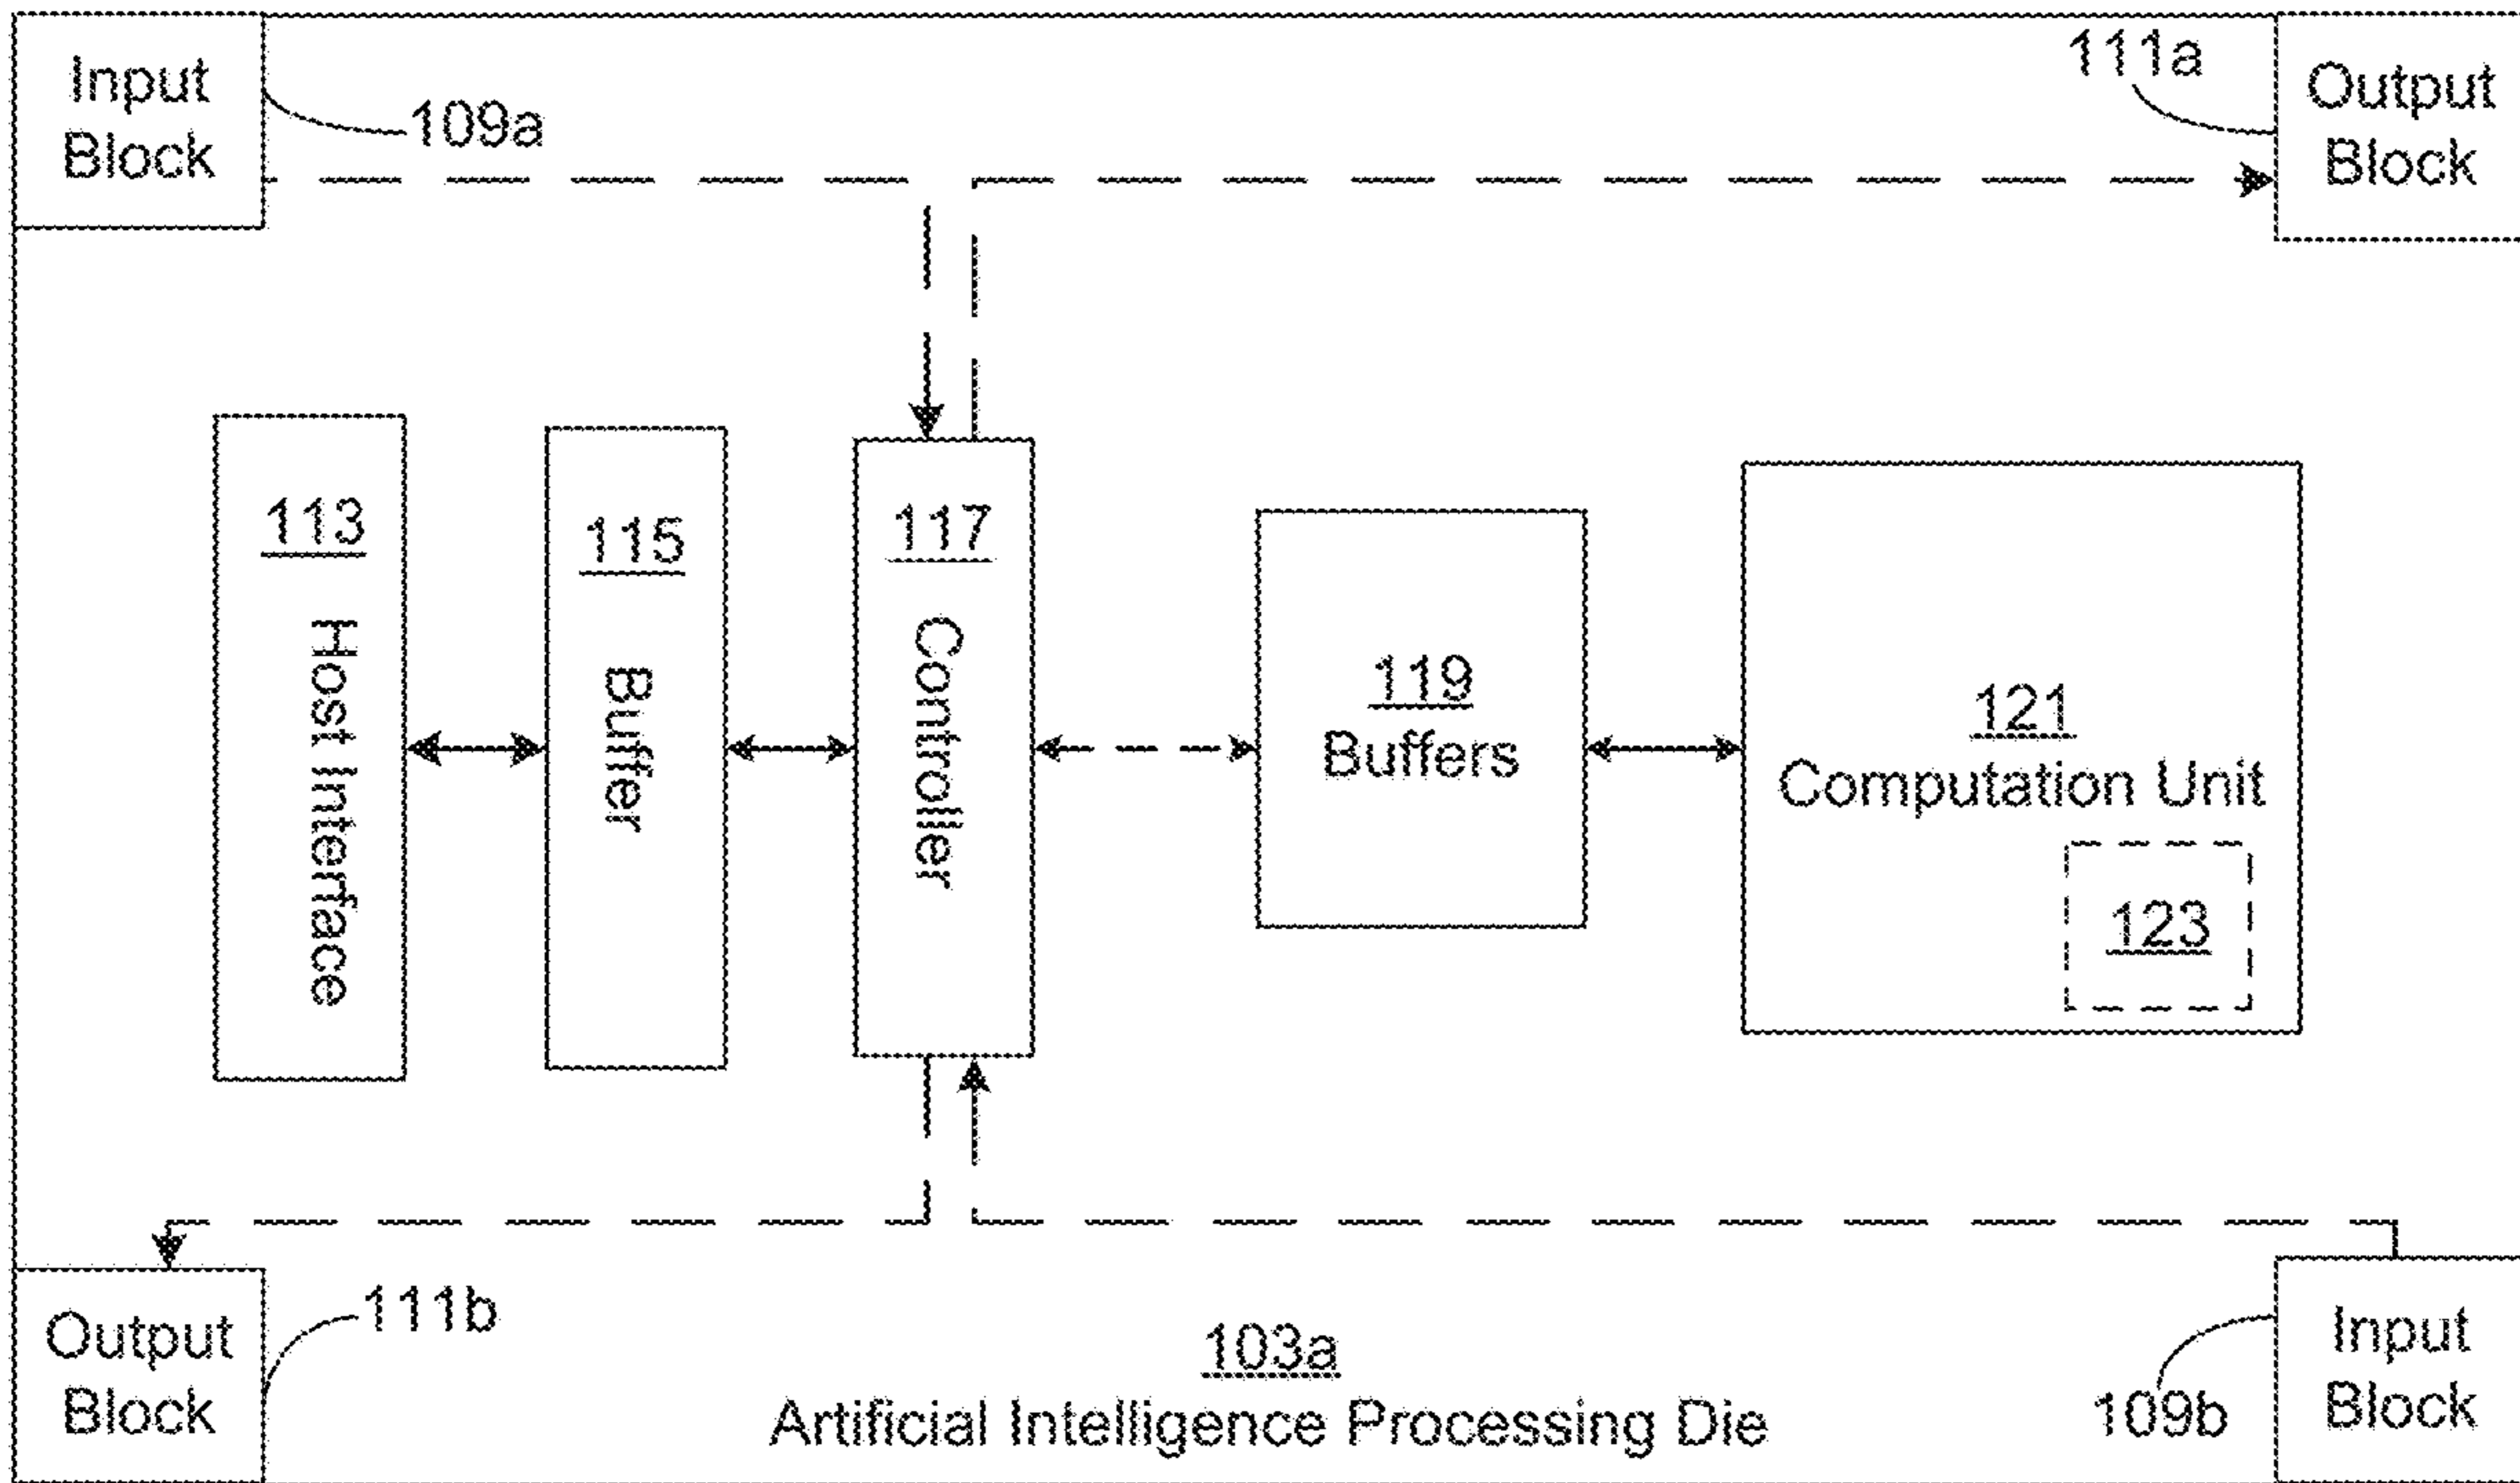 Input
Block
109a
111a
Output
Block
113
Host Interface
115
Buffer
117
Controller
119
Buffers
121
Computation Unit
123
Output
Block
111b
103a
Artificial Intelligence Processing Die
109b
Input
Block